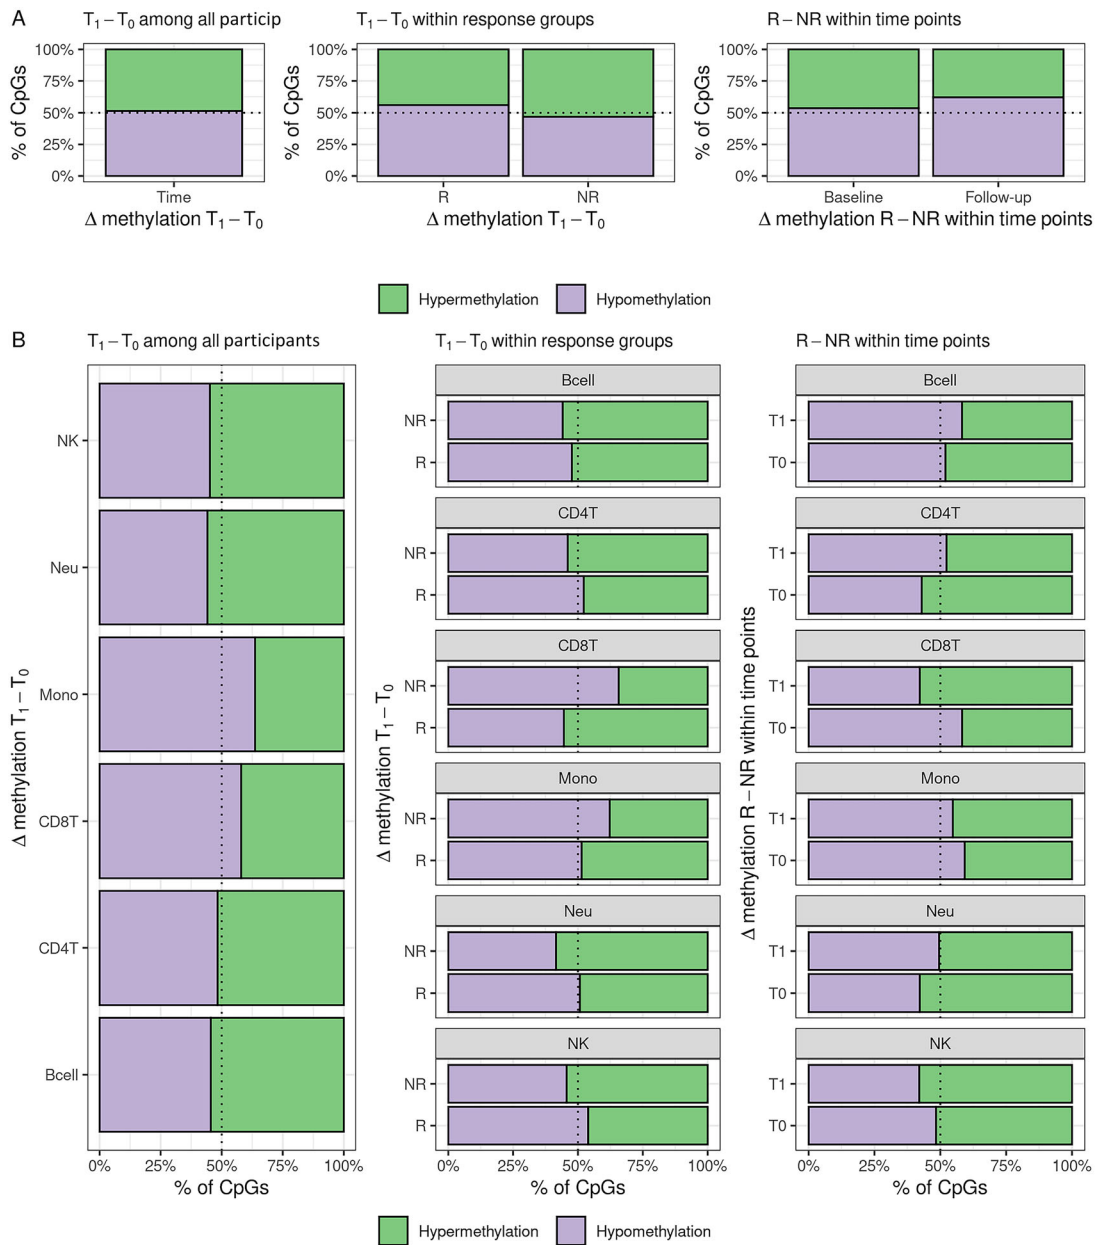 A
T₁ – T₀ among all particip
T₁ – T₀ within response groups
R – NR within time points
100%
75%
50%
25%
0%
% of CpGs
Time
Δ methylation T₁ – T₀
100%
75%
50%
25%
0%
% of CpGs
R
NR
Δ methylation T₁ – T₀
100%
75%
50%
25%
0%
% of CpGs
Baseline
Follow-up
Δ methylation R – NR within time points
Hypermethylation
Hypomethylation
B
T₁ – T₀ among all participants
Δ methylation T₁ – T₀
NK
Neu
Mono
CD8T
CD4T
Bcell
0%
25%
50%
75%
100%
% of CpGs
T₁ – T₀ within response groups
Δ methylation T₁ – T₀
Bcell
NR
R
CD4T
NR
R
CD8T
NR
R
Mono
NR
R
Neu
NR
R
NK
NR
R
0%
25%
50%
75%
100%
% of CpGs
R – NR within time points
Δ methylation R – NR within time points
Bcell
T1
T0
CD4T
T1
T0
CD8T
T1
T0
Mono
T1
T0
Neu
T1
T0
NK
T1
T0
0%
25%
50%
75%
100%
% of CpGs
Hypermethylation
Hypomethylation